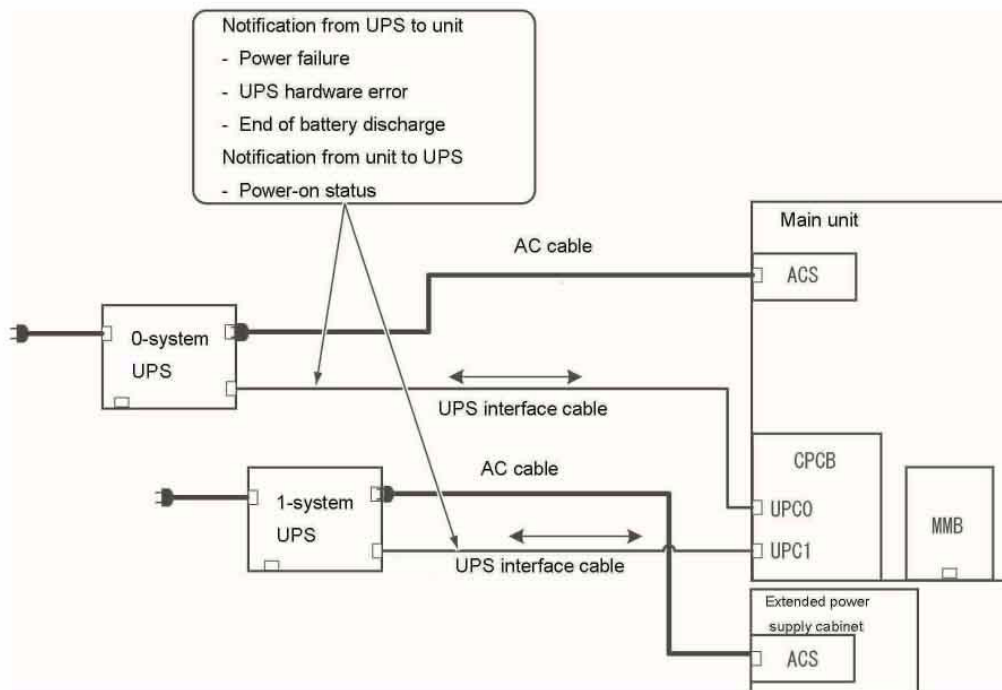 Notification from UPS to unit
- Power failure
- UPS hardware error
- End of battery discharge
Notification from unit to UPS
- Power-on status
Main unit
AC cable
ACS
0-system
UPS
UPS interface cable
CPCB
AC cable
UPC0
MMB
1-system
UPS
UPC1
UPS interface cable
Extended power
supply cabinet
ACS